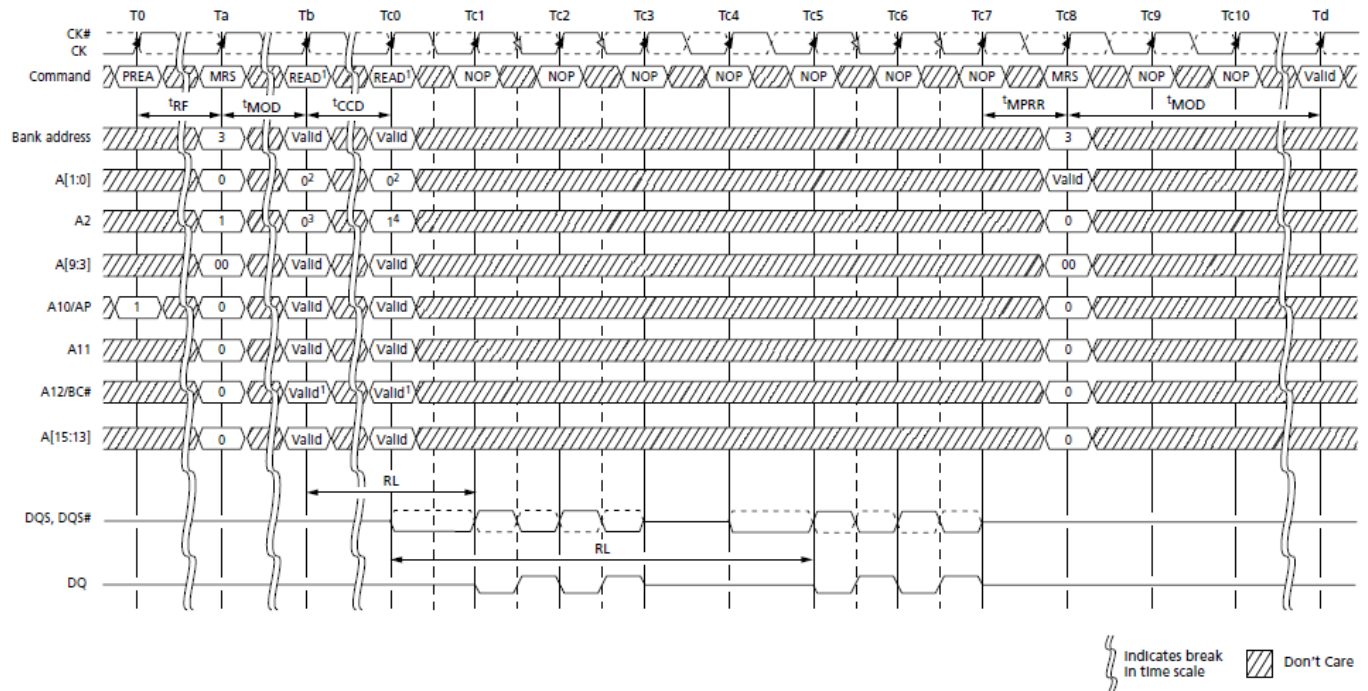 T0 Ta Tb Tc0 Tc1 Tc2 Tc3 Tc4 Tc5 Tc6 Tc7 Tc8 Tc9 Tc10 Td
CK#
CK
Command PREA MRS READ1 READ1 NOP NOP NOP NOP NOP NOP NOP MRS NOP NOP Valid
tRF tMOD tCCD tMPRR tMOD
Bank address 3 Valid Valid 3
A[1:0] 0 0² 0² Valid
A2 1 0³ 1⁴ 0
A[9:3] 00 Valid Valid 00
A10/AP 1 0 Valid Valid 0
A11 0 Valid Valid 0
A12/BC# 0 Valid1 Valid1 0
A[15:13] 0 Valid Valid 0
RL
DQS, DQS#
RL
DQ
Indicates break
in time scale
Don't Care